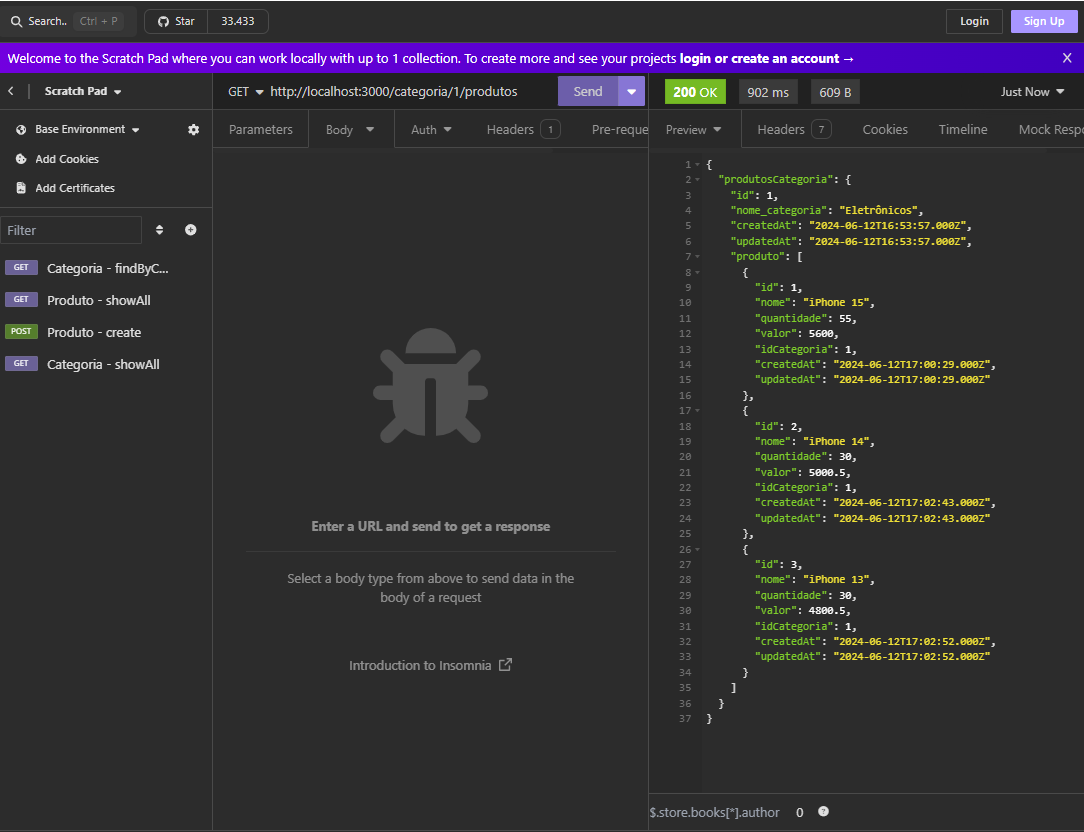 Search.. Ctrl + P Star 33.433 Login Sign Up
Welcome to the Scratch Pad where you can work locally with up to 1 collection. To create more and see your projects login or create an account → X
Scratch Pad
Base Environment
Add Cookies
Add Certificates
Filter
GET Categoria - findByC...
GET Produto - showAll
POST Produto - create
GET Categoria - showAll
GET http://localhost:3000/categoria/1/produtos Send
Parameters Body Auth Headers 1 Pre-reque
Enter a URL and send to get a response
Select a body type from above to send data in the
body of a request
Introduction to Insomnia
200 OK 902 ms 609 B Just Now
Preview Headers 7 Cookies Timeline Mock Resp
1 {
2 "produtosCategoria": {
3 "id": 1,
4 "nome_categoria": "Eletrônicos",
5 "createdAt": "2024-06-12T16:53:57.000Z",
6 "updatedAt": "2024-06-12T16:53:57.000Z",
7 "produto": [
8 {
9 "id": 1,
10 "nome": "iPhone 15",
11 "quantidade": 55,
12 "valor": 5600,
13 "idCategoria": 1,
14 "createdAt": "2024-06-12T17:00:29.000Z",
15 "updatedAt": "2024-06-12T17:00:29.000Z"
16 },
17 {
18 "id": 2,
19 "nome": "iPhone 14",
20 "quantidade": 30,
21 "valor": 5000.5,
22 "idCategoria": 1,
23 "createdAt": "2024-06-12T17:02:43.000Z",
24 "updatedAt": "2024-06-12T17:02:43.000Z"
25 },
26 {
27 "id": 3,
28 "nome": "iPhone 13",
29 "quantidade": 30,
30 "valor": 4800.5,
31 "idCategoria": 1,
32 "createdAt": "2024-06-12T17:02:52.000Z",
33 "updatedAt": "2024-06-12T17:02:52.000Z"
34 }
35 ]
36 }
37 }
$.store.books[*].author 0 ?